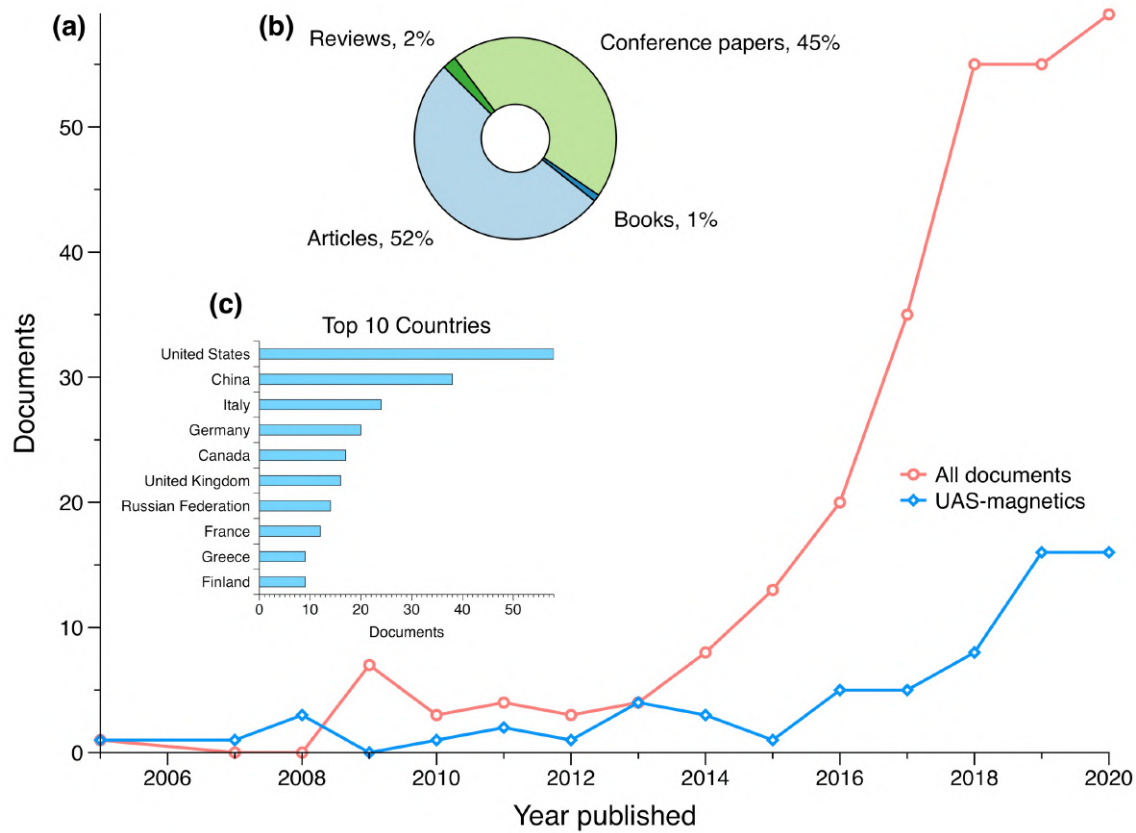 (a)
(b)
Reviews, 2%
Conference papers, 45%
Articles, 52%
Books, 1%
(c)
Top 10 Countries
United States
China
Italy
Germany
Canada
United Kingdom
Russian Federation
France
Greece
Finland
0 10 20 30 40 50
Documents
All documents
UAS-magnetics
Documents
50
40
30
20
10
0
2006 2008 2010 2012 2014 2016 2018 2020
Year published